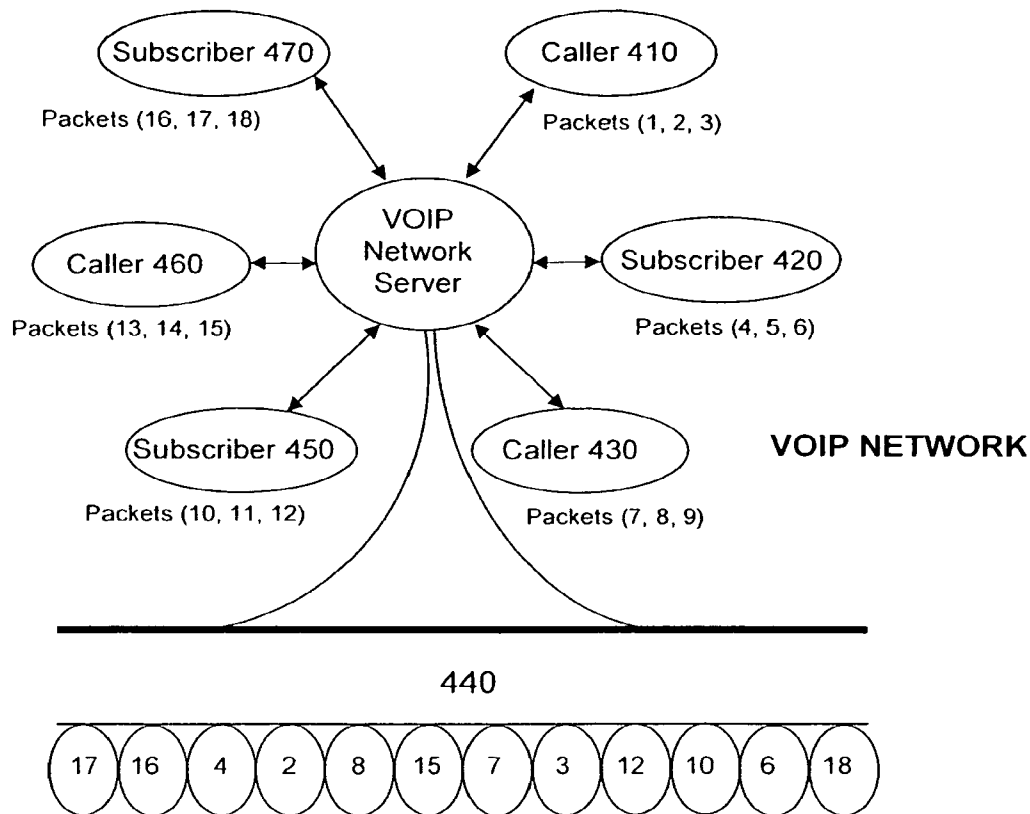 Subscriber 470
Caller 410
Packets (16, 17, 18)
Packets (1, 2, 3)
VOIP
Network
Server
Caller 460
Subscriber 420
Packets (13, 14, 15)
Packets (4, 5, 6)
Subscriber 450
Caller 430
VOIP NETWORK
Packets (10, 11, 12)
Packets (7, 8, 9)
440
17 16 4 2 8 15 7 3 12 10 6 18